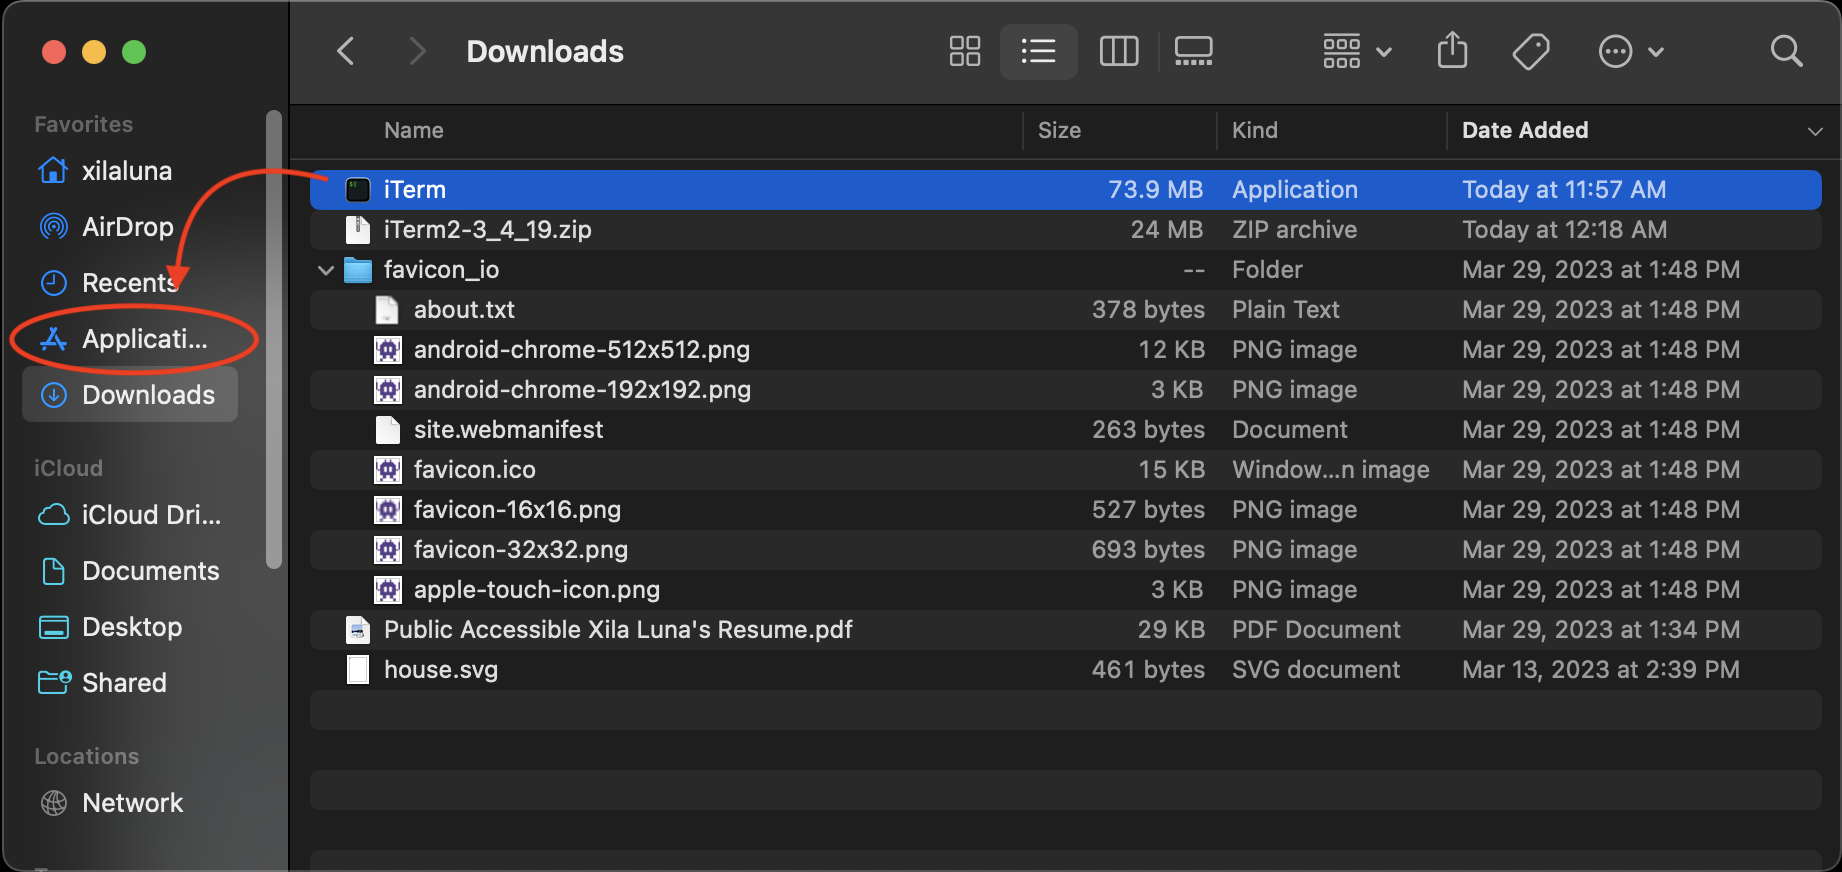 Downloads
Favorites
xilaluna
AirDrop
Recents
Applicati...
Downloads
iCloud
iCloud Dri...
Documents
Desktop
Shared
Locations
Network
Name Size Kind Date Added
iTerm 73.9 MB Application Today at 11:57 AM
iTerm2-3_4_19.zip 24 MB ZIP archive Today at 12:18 AM
favicon_io -- Folder Mar 29, 2023 at 1:48 PM
about.txt 378 bytes Plain Text Mar 29, 2023 at 1:48 PM
android-chrome-512x512.png 12 KB PNG image Mar 29, 2023 at 1:48 PM
android-chrome-192x192.png 3 KB PNG image Mar 29, 2023 at 1:48 PM
site.webmanifest 263 bytes Document Mar 29, 2023 at 1:48 PM
favicon.ico 15 KB Window...n image Mar 29, 2023 at 1:48 PM
favicon-16x16.png 527 bytes PNG image Mar 29, 2023 at 1:48 PM
favicon-32x32.png 693 bytes PNG image Mar 29, 2023 at 1:48 PM
apple-touch-icon.png 3 KB PNG image Mar 29, 2023 at 1:48 PM
Public Accessible Xila Luna's Resume.pdf 29 KB PDF Document Mar 29, 2023 at 1:34 PM
house.svg 461 bytes SVG document Mar 13, 2023 at 2:39 PM